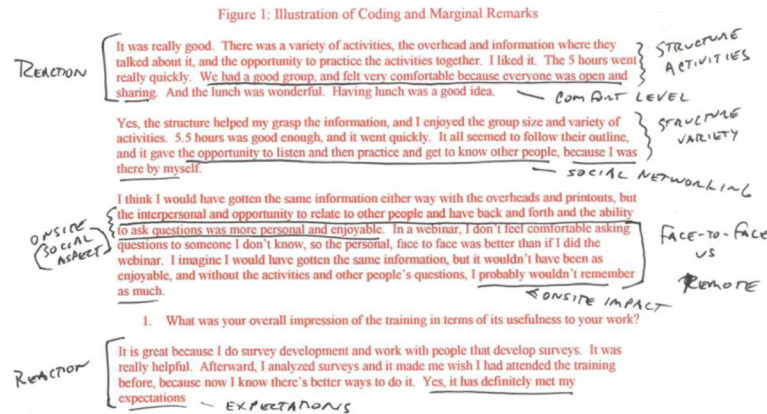 Figure 1: Illustration of Coding and Marginal Remarks
REACTION
It was really good. There was a variety of activities, the overhead and information where they
talked about it, and the opportunity to practice the activities together. I liked it. The 5 hours went
really quickly. We had a good group, and felt very comfortable because everyone was open and
sharing. And the lunch was wonderful. Having lunch was a good idea.
STRUCTURE
ACTIVITIES
COMFORT LEVEL
Yes, the structure helped my grasp the information, and I enjoyed the group size and variety of
activities. 5.5 hours was good enough, and it went quickly. It all seemed to follow their outline,
and it gave the opportunity to listen and then practice and get to know other people, because I was
there by myself.
STRUCTURE
VARIETY
SOCIAL NETWORKING
ONSITE
SOCIAL
ASPECT
I think I would have gotten the same information either way with the overheads and printouts, but
the interpersonal and opportunity to relate to other people and have back and forth and the ability
to ask questions was more personal and enjoyable. In a webinar, I don't feel comfortable asking
questions to someone I don't know, so the personal, face to face was better than if I did the
webinar. I imagine I would have gotten the same information, but it wouldn't have been as
enjoyable, and without the activities and other people's questions, I probably wouldn't remember
as much.
FACE-TO-FACE
VS
REMOTE
ONSITE IMPACT
1. What was your overall impression of the training in terms of its usefulness to your work?
REACTION
It is great because I do survey development and work with people that develop surveys. It was
really helpful. Afterward, I analyzed surveys and it made me wish I had attended the training
before, because now I know there's better ways to do it. Yes, it has definitely met my
expectations
EXPECTATIONS